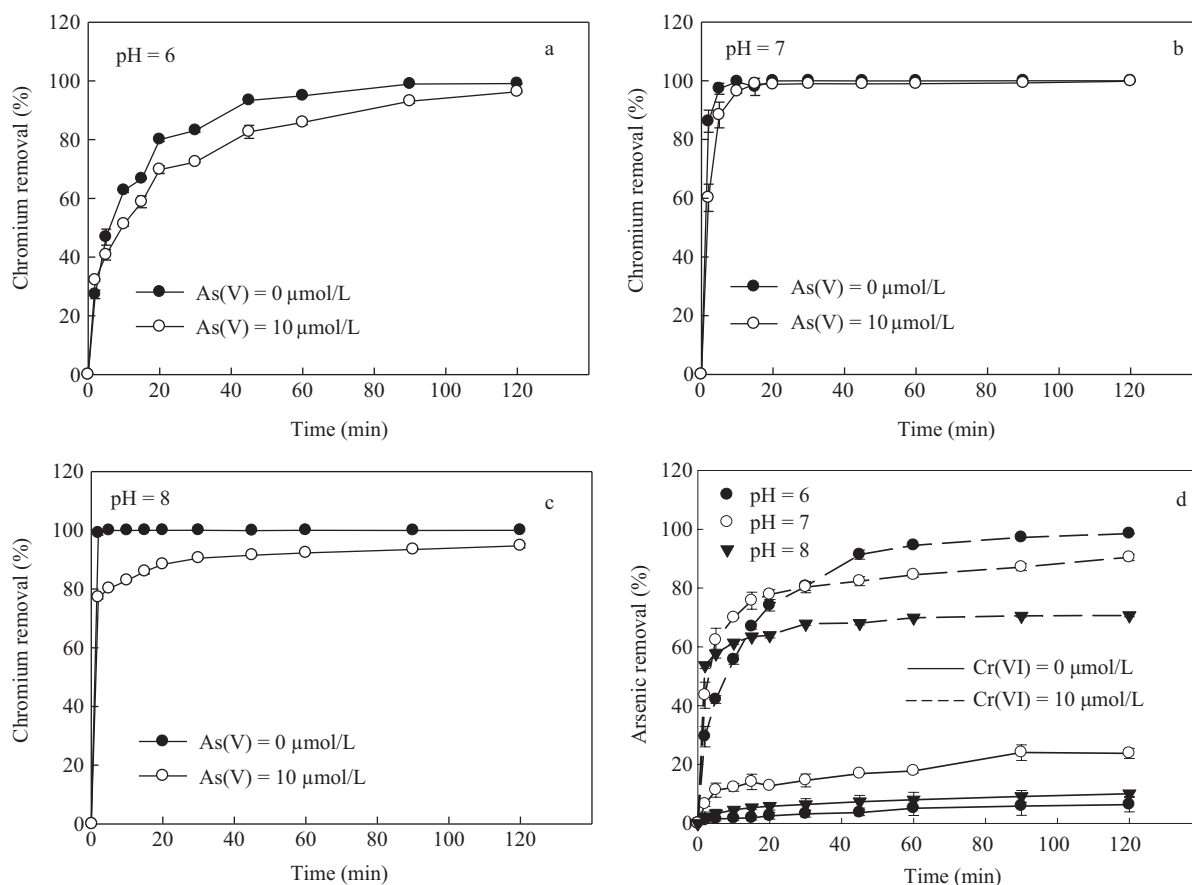 120
100
80
60
40
20
0
Chromium removal (%)
pH = 6
a
As(V) = 0 μmol/L
As(V) = 10 μmol/L
0 20 40 60 80 100 120
Time (min)
120
100
80
60
40
20
0
Chromium removal (%)
pH = 7
b
As(V) = 0 μmol/L
As(V) = 10 μmol/L
0 20 40 60 80 100 120
Time (min)
120
100
80
60
40
20
0
Chromium removal (%)
pH = 8
c
As(V) = 0 μmol/L
As(V) = 10 μmol/L
0 20 40 60 80 100 120
Time (min)
120
100
80
60
40
20
0
Arsenic removal (%)
pH = 6
pH = 7
pH = 8
d
Cr(VI) = 0 μmol/L
Cr(VI) = 10 μmol/L
0 20 40 60 80 100 120
Time (min)